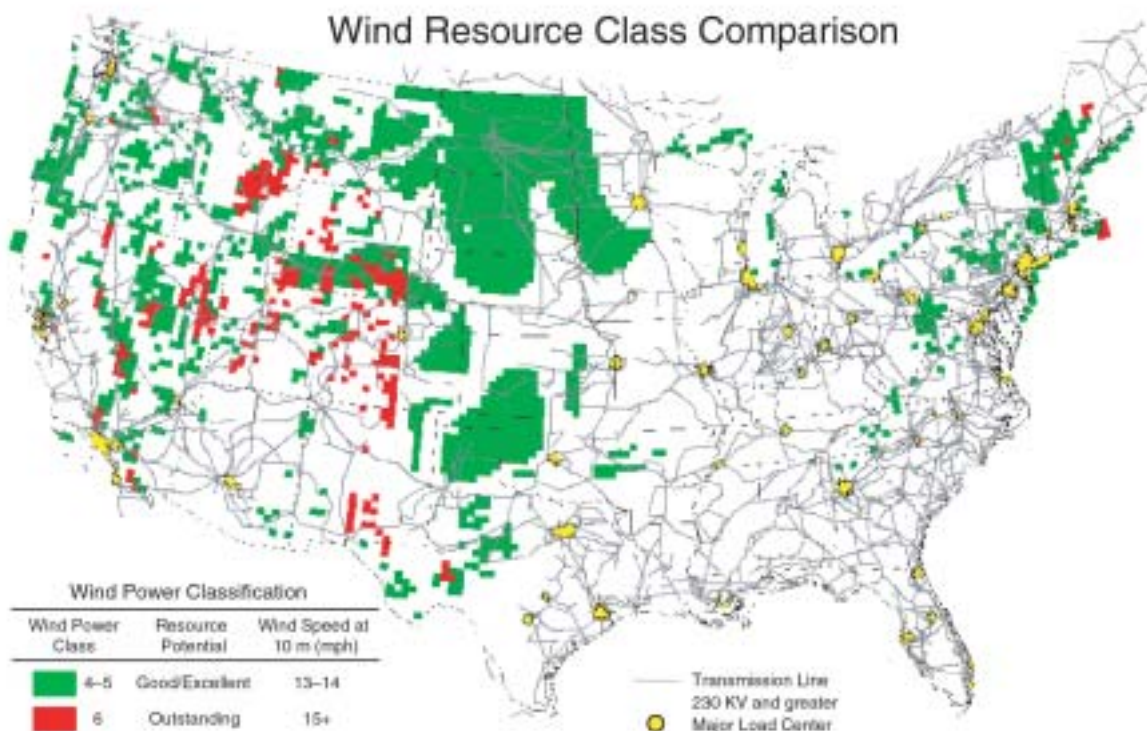 Wind Resource Class Comparison
Wind Power Classification
Wind Power Class
Resource Potential
Wind Speed at 10 m (mph)
4–5 Good/Excellent 13–14
6 Outstanding 15+
Transmission Line
230 KV and greater
Major Load Center